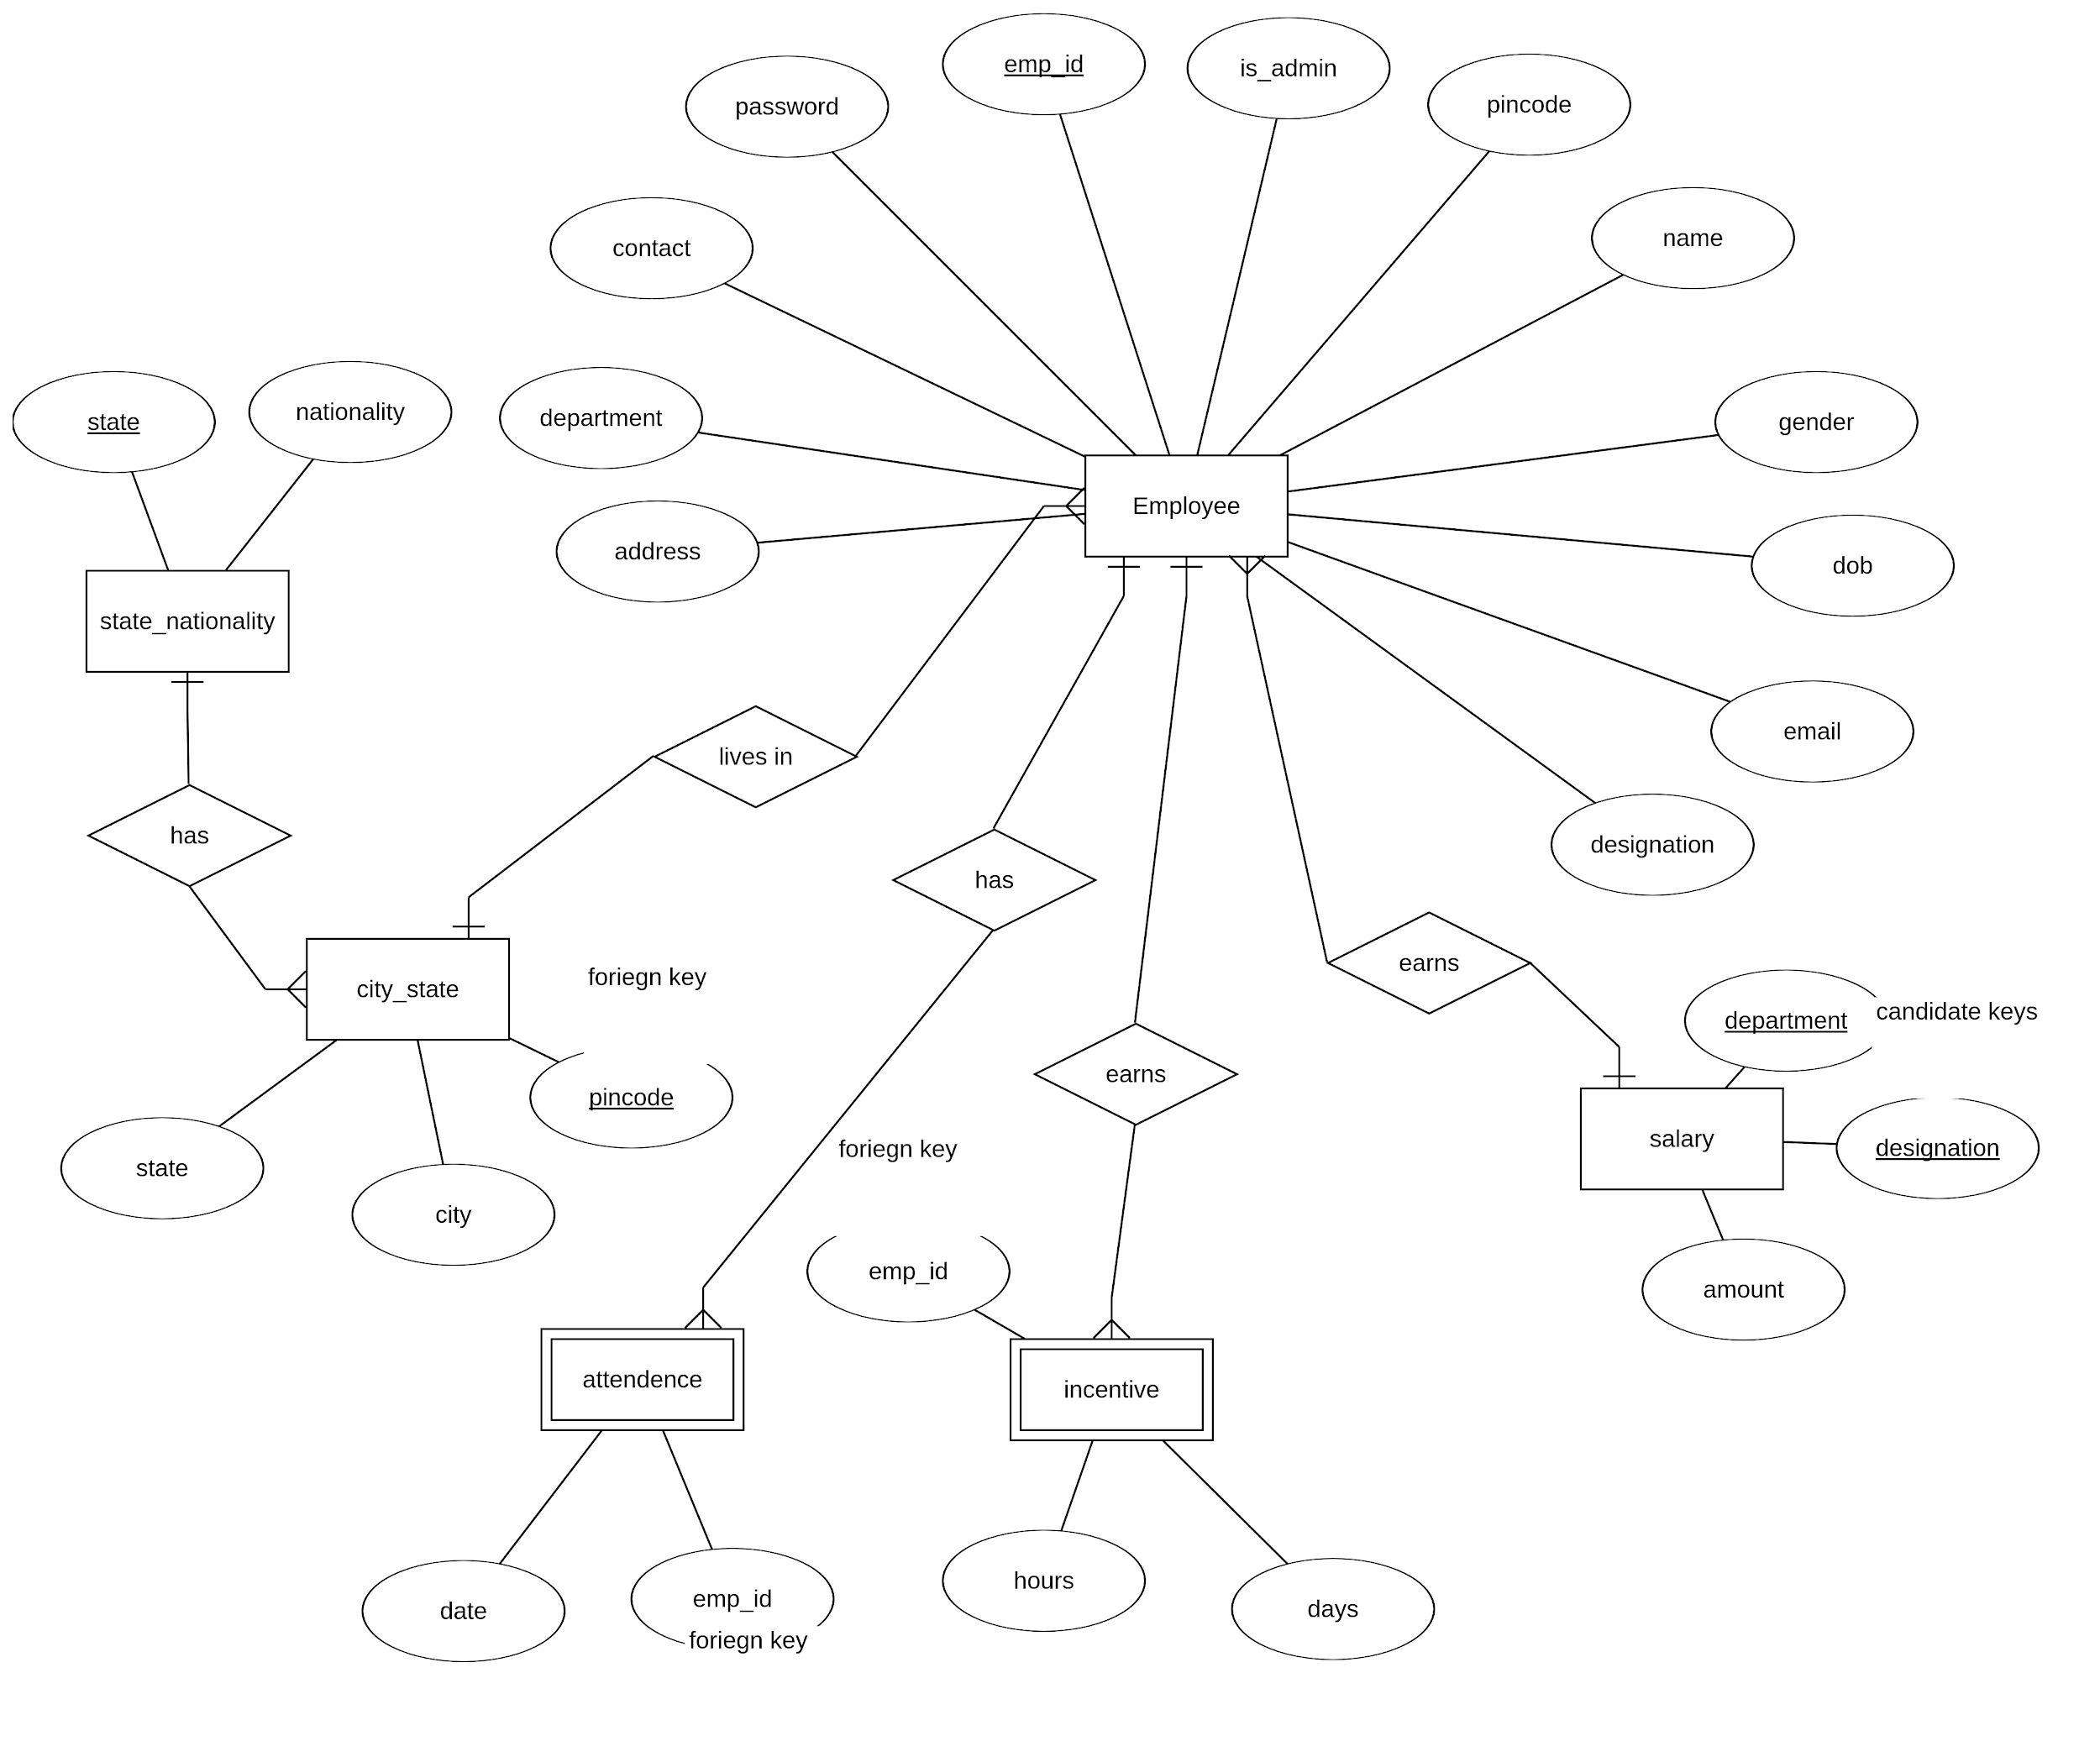 emp_id
is_admin
pincode
password
name
contact
nationality
department
state
gender
Employee
address
dob
state_nationality
email
lives in
has
designation
has
earns
foriegn key
city_state
candidate keys
department
earns
pincode
salary
designation
foriegn key
state
city
emp_id
amount
attendence
incentive
hours
emp_id
days
date
foriegn key